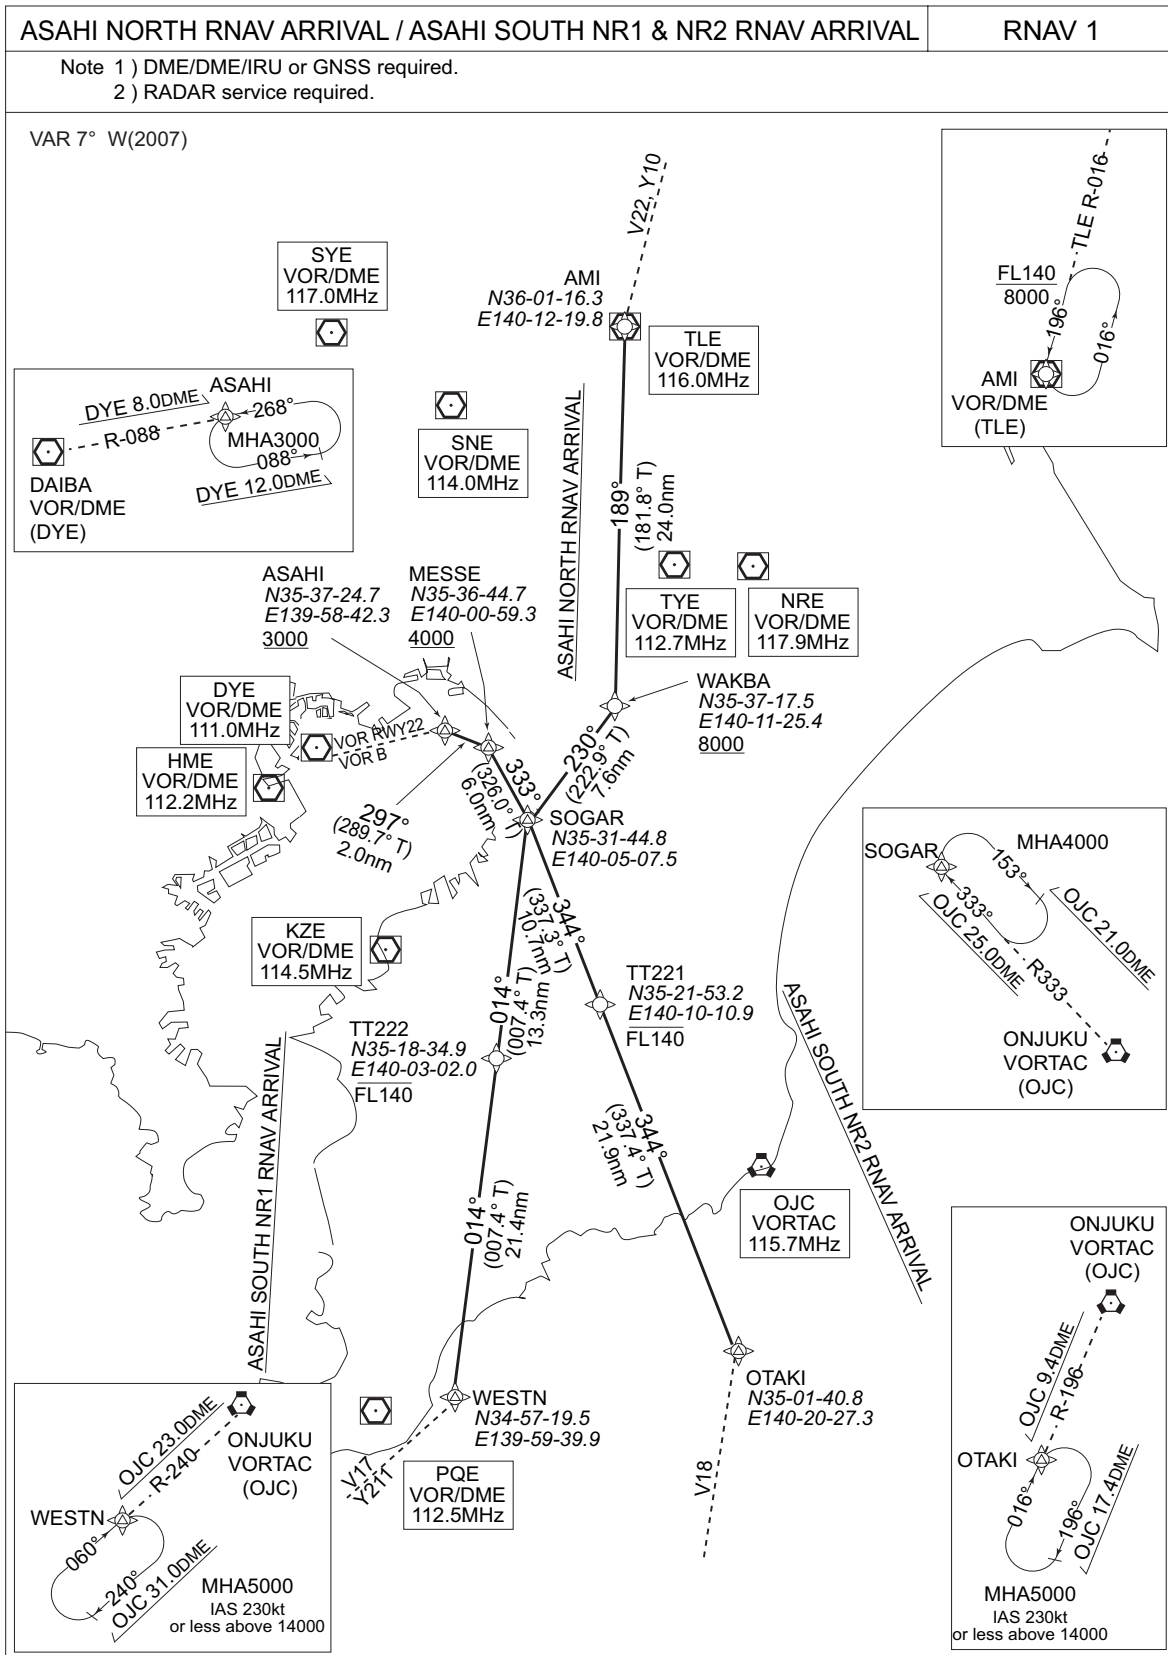 ASAHI NORTH RNAV ARRIVAL / ASAHI SOUTH NR1 & NR2 RNAV ARRIVAL
RNAV 1
Note 1 ) DME/DME/IRU or GNSS required.
2 ) RADAR service required.
VAR 7° W(2007)
V22, Y10
TLE R-016
FL140
8000
196°
016°
AMI
VOR/DME
(TLE)
SYE
VOR/DME
117.0MHz
AMI
N36-01-16.3
E140-12-19.8
TLE
VOR/DME
116.0MHz
ASAHI
DYE 8.0DME
268°
R-088
MHA3000
088°
DYE 12.0DME
DAIBA
VOR/DME
(DYE)
SNE
VOR/DME
114.0MHz
ASAHI NORTH RNAV ARRIVAL
189°
(181.8° T)
24.0nm
ASAHI
N35-37-24.7
E139-58-42.3
3000
MESSE
N35-36-44.7
E140-00-59.3
4000
TYE
VOR/DME
112.7MHz
NRE
VOR/DME
117.9MHz
DYE
VOR/DME
111.0MHz
VOR RWY22
VOR B
HME
VOR/DME
112.2MHz
WAKBA
N35-37-17.5
E140-11-25.4
8000
230°
(222.9° T)
7.6nm
333°
(326.0° T)
6.0nm
297°
(289.7° T)
2.0nm
SOGAR
N35-31-44.8
E140-05-07.5
SOGAR
MHA4000
153°
333°
OJC 21.0DME
OJC 25.0DME
R333
ONJUKU
VORTAC
(OJC)
344°
(337.3° T)
10.7nm
KZE
VOR/DME
114.5MHz
014°
(007.4° T)
13.3nm
TT221
N35-21-53.2
E140-10-10.9
FL140
TT222
N35-18-34.9
E140-03-02.0
FL140
ASAHI SOUTH NR1 RNAV ARRIVAL
ASAHI SOUTH NR2 RNAV ARRIVAL
344°
(337.4° T)
21.9nm
014°
(007.4° T)
21.4nm
OJC
VORTAC
115.7MHz
ONJUKU
VORTAC
(OJC)
OJC 9.4DME
R-196
OTAKI
016°
196°
OJC 17.4DME
MHA5000
IAS 230kt
or less above 14000
OTAKI
N35-01-40.8
E140-20-27.3
V18
WESTN
N34-57-19.5
E139-59-39.9
V17
Y211
PQE
VOR/DME
112.5MHz
OJC 23.0DME
R-240
ONJUKU
VORTAC
(OJC)
WESTN
060°
240°
OJC 31.0DME
MHA5000
IAS 230kt
or less above 14000